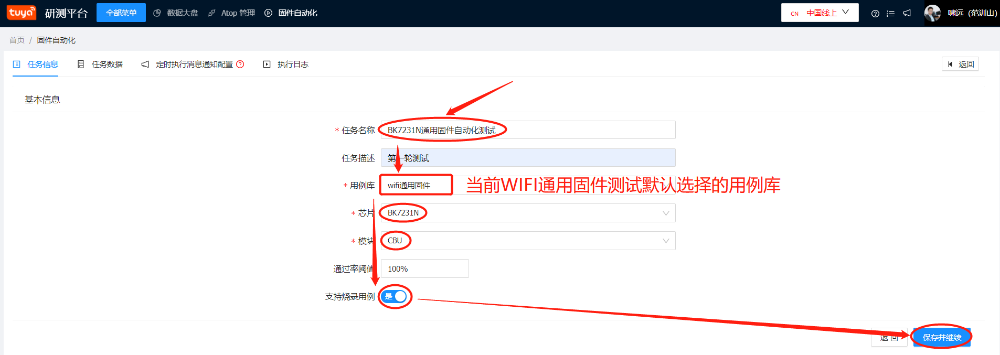 tuya 研测平台 全部菜单 数据大盘 Atop 管理 固件自动化 CN 中国线上 啸远（范训山）
首页 / 固件自动化
任务信息 任务数据 定时执行消息通知配置 执行日志 返回
基本信息
* 任务名称 BK7231N通用固件自动化测试
任务描述 第一轮测试
* 用例库 wifi通用固件 当前WIFI通用固件测试默认选择的用例库
* 芯片 BK7231N
* 模块 CBU
通过率阈值 100%
支持烧录用例 是
返 回 保存并继续